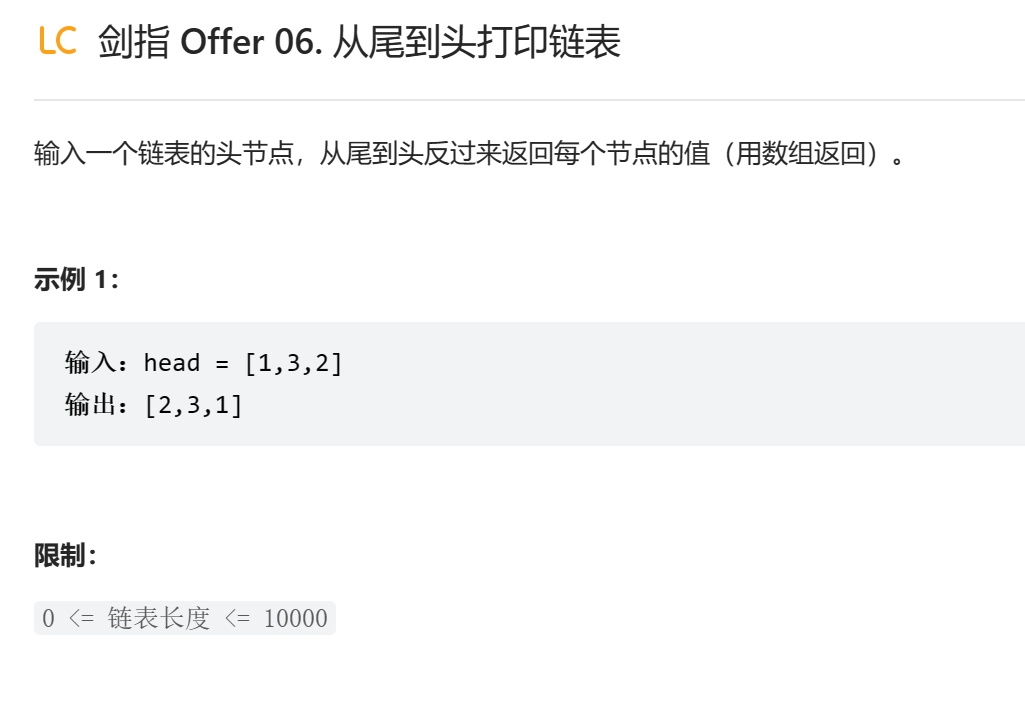 LC 剑指 Offer 06. 从尾到头打印链表
输入一个链表的头节点，从尾到头反过来返回每个节点的值（用数组返回）。
示例 1：
输入：head = [1,3,2]
输出：[2,3,1]
限制：
0 <= 链表长度 <= 10000